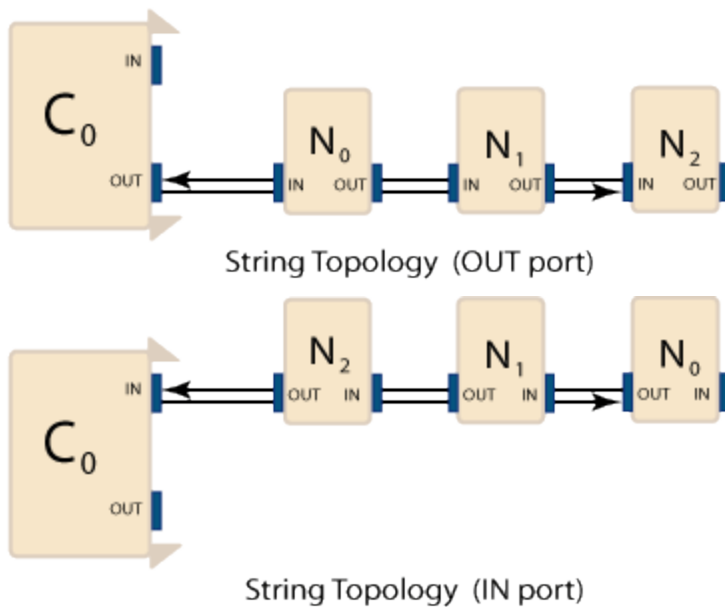 IN
C0
OUT
N0
IN OUT
N1
IN OUT
N2
IN OUT
String Topology (OUT port)
IN
C0
OUT
N2
OUT IN
N1
OUT IN
N0
OUT IN
String Topology (IN port)